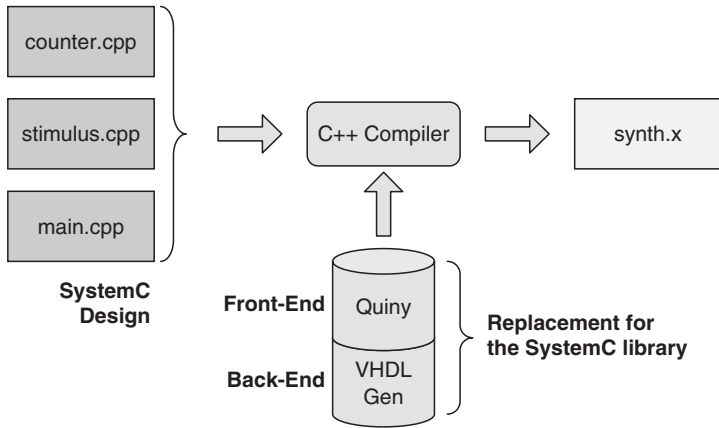 counter.cpp
stimulus.cpp
main.cpp
SystemC
Design
C++ Compiler
synth.x
Front-End
Quiny
Back-End
VHDL
Gen
Replacement for
the SystemC library